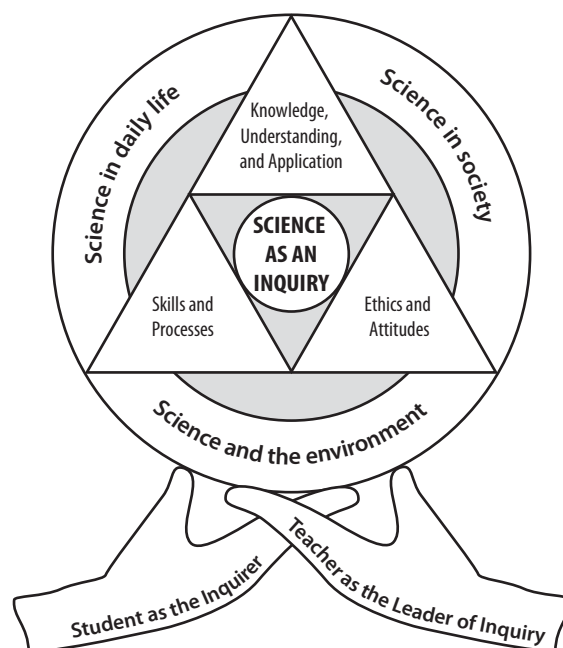 Science in daily life
Science in society
Knowledge,
Understanding,
and Application
SCIENCE
AS AN
INQUIRY
Skills and
Processes
Ethics and
Attitudes
Science and the environment
Student as the Inquirer
Teacher as the Leader of Inquiry